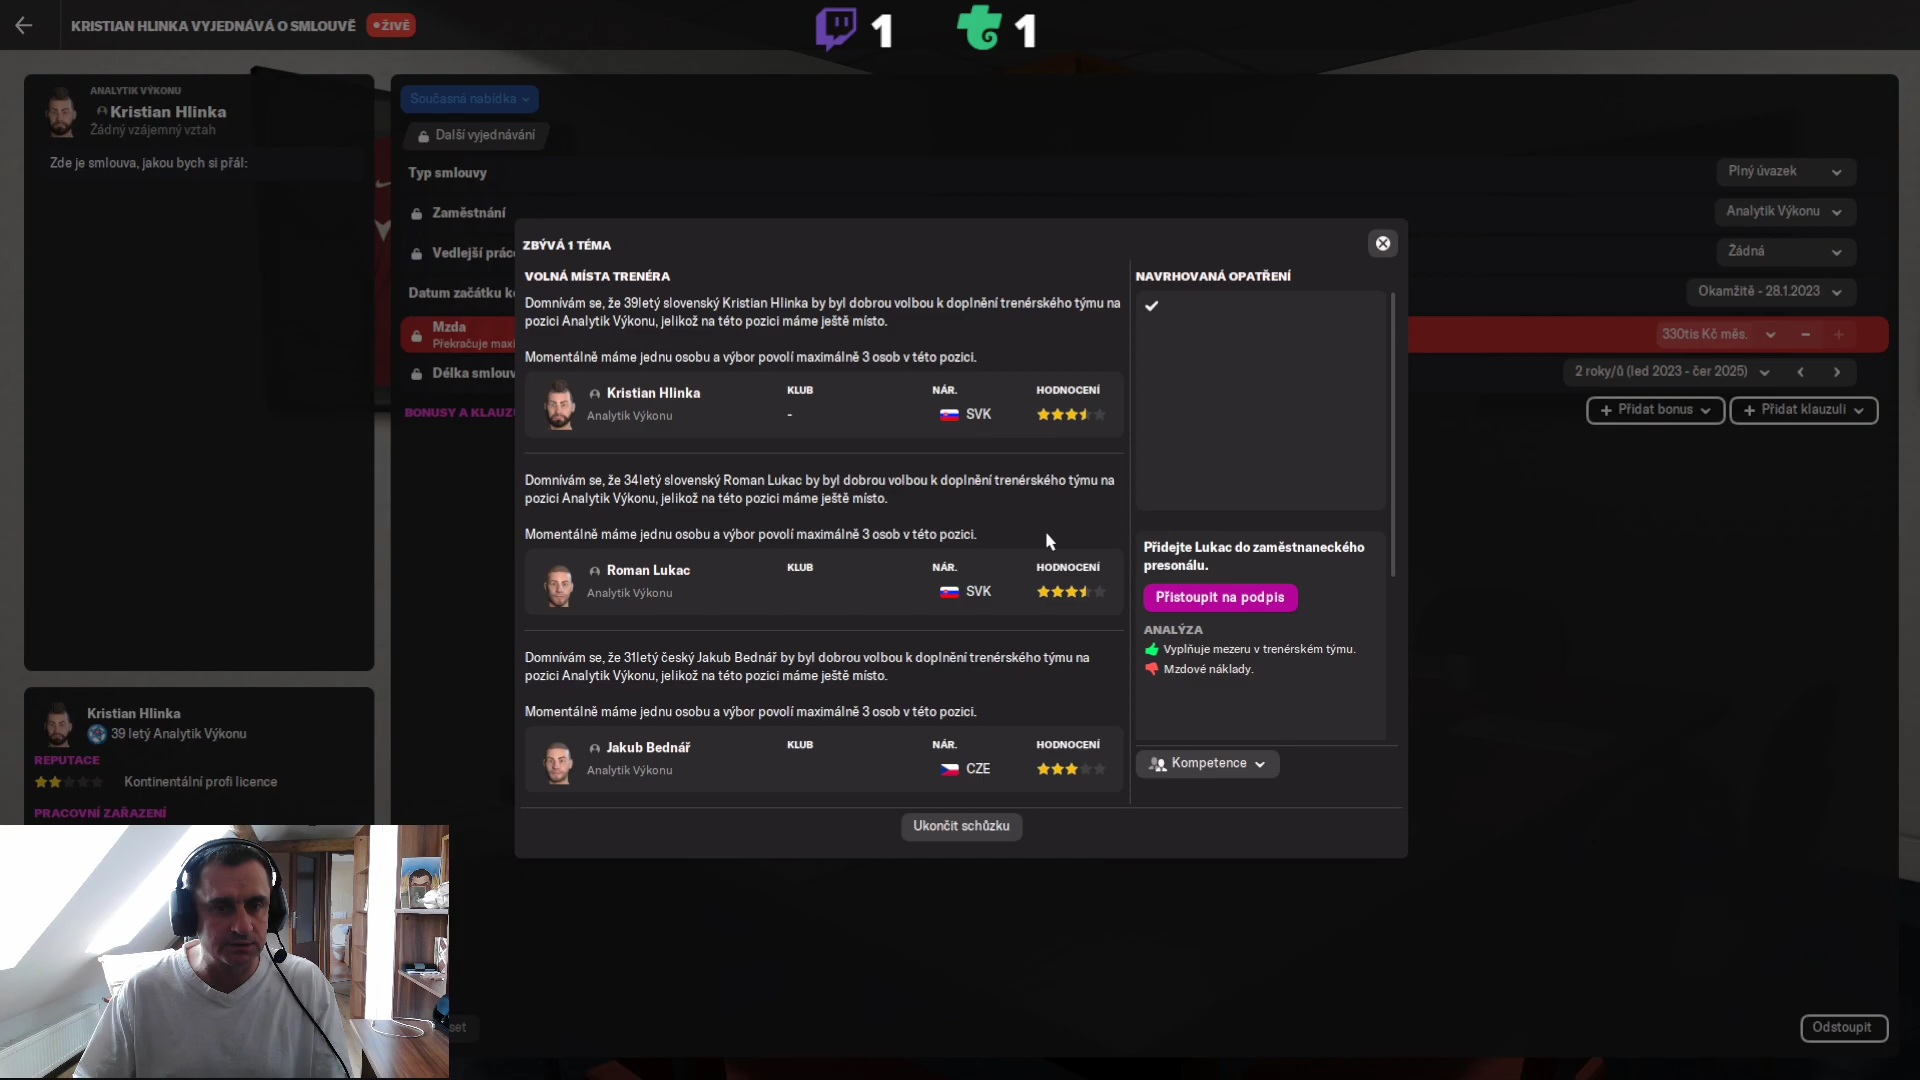 KRISTIAN HLINKA VYJEDNÁVÁ O SMLOUVĚ
ŽIVĚ
1
1
ANALYTIK VÝKONU
Kristian Hlinka
Žádný vzájemný vztah
Zde je smlouva, jakou bych si přál:
Současná nabídka
Další vyjednávání
Typ smlouvy
Plný úvazek
Zaměstnání
Analytik Výkonu
Vedlejší prác
Žádná
Datum začátku k
Okamžitě - 28.1.2023
Mzda
Překračuje maxi
330tis Kč měs.
Délka smlouv
2 roky/ů (led 2023 - čer 2025)
BONUSY A KLAUZU
Přidat bonus
Přidat klauzuli
ZBÝVÁ 1 TÉMA
VOLNÁ MÍSTA TRENÉRA
Domnívám se, že 39letý slovenský Kristian Hlinka by byl dobrou volbou k doplnění trenérského týmu na
pozici Analytik Výkonu, jelikož na této pozici máme ještě místo.
Momentálně máme jednu osobu a výbor povolí maximálně 3 osob v této pozici.
Kristian Hlinka
Analytik Výkonu
KLUB
-
NÁR.
SVK
HODNOCENÍ
Domnívám se, že 34letý slovenský Roman Lukac by byl dobrou volbou k doplnění trenérského týmu na
pozici Analytik Výkonu, jelikož na této pozici máme ještě místo.
Momentálně máme jednu osobu a výbor povolí maximálně 3 osob v této pozici.
Roman Lukac
Analytik Výkonu
KLUB
NÁR.
SVK
HODNOCENÍ
Domnívám se, že 31letý český Jakub Bednář by byl dobrou volbou k doplnění trenérského týmu na
pozici Analytik Výkonu, jelikož na této pozici máme ještě místo.
Momentálně máme jednu osobu a výbor povolí maximálně 3 osob v této pozici.
Jakub Bednář
Analytik Výkonu
KLUB
NÁR.
CZE
HODNOCENÍ
NAVRHOVANÁ OPATŘENÍ
Přidejte Lukac do zaměstnaneckého
presonálu.
Přistoupit na podpis
ANALÝZA
Vyplňuje mezeru v trenérském týmu.
Mzdové náklady.
Kompetence
Ukončit schůzku
Kristian Hlinka
39 letý Analytik Výkonu
REPUTACE
Kontinentální profi licence
PRACOVNÍ ZAŘAZENÍ
set
Odstoupit